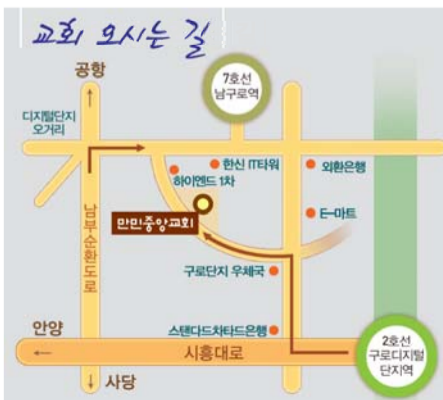 교회 오시는 길
공항
7호선
남구로역
디지털단지
오거리
한신 IT타워
외환은행
하이엔드 1차
만민중앙교회
E-마트
남부순환도로
구로단지 우체국
스탠다드차타드은행
안양
시흥대로
2호선
구로디지털
단지역
사당